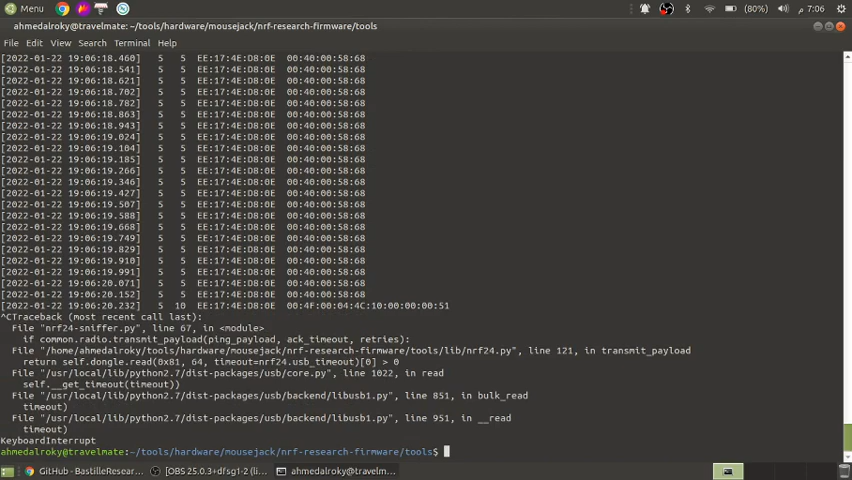 Menu
(80%)
7:06 م
ahmedalroky@travelmate: ~/tools/hardware/mousejack/nrf-research-firmware/tools
File Edit View Search Terminal Help
[2022-01-22 19:06:18.460] 5 5 EE:17:4E:D8:0E 00:40:00:58:68
[2022-01-22 19:06:18.541] 5 5 EE:17:4E:D8:0E 00:40:00:58:68
[2022-01-22 19:06:18.621] 5 5 EE:17:4E:D8:0E 00:40:00:58:68
[2022-01-22 19:06:18.702] 5 5 EE:17:4E:D8:0E 00:40:00:58:68
[2022-01-22 19:06:18.782] 5 5 EE:17:4E:D8:0E 00:40:00:58:68
[2022-01-22 19:06:18.863] 5 5 EE:17:4E:D8:0E 00:40:00:58:68
[2022-01-22 19:06:18.943] 5 5 EE:17:4E:D8:0E 00:40:00:58:68
[2022-01-22 19:06:19.024] 5 5 EE:17:4E:D8:0E 00:40:00:58:68
[2022-01-22 19:06:19.104] 5 5 EE:17:4E:D8:0E 00:40:00:58:68
[2022-01-22 19:06:19.185] 5 5 EE:17:4E:D8:0E 00:40:00:58:68
[2022-01-22 19:06:19.266] 5 5 EE:17:4E:D8:0E 00:40:00:58:68
[2022-01-22 19:06:19.346] 5 5 EE:17:4E:D8:0E 00:40:00:58:68
[2022-01-22 19:06:19.427] 5 5 EE:17:4E:D8:0E 00:40:00:58:68
[2022-01-22 19:06:19.507] 5 5 EE:17:4E:D8:0E 00:40:00:58:68
[2022-01-22 19:06:19.588] 5 5 EE:17:4E:D8:0E 00:40:00:58:68
[2022-01-22 19:06:19.668] 5 5 EE:17:4E:D8:0E 00:40:00:58:68
[2022-01-22 19:06:19.749] 5 5 EE:17:4E:D8:0E 00:40:00:58:68
[2022-01-22 19:06:19.829] 5 5 EE:17:4E:D8:0E 00:40:00:58:68
[2022-01-22 19:06:19.910] 5 5 EE:17:4E:D8:0E 00:40:00:58:68
[2022-01-22 19:06:19.991] 5 5 EE:17:4E:D8:0E 00:40:00:58:68
[2022-01-22 19:06:20.071] 5 5 EE:17:4E:D8:0E 00:40:00:58:68
[2022-01-22 19:06:20.152] 5 5 EE:17:4E:D8:0E 00:40:00:58:68
[2022-01-22 19:06:20.232] 5 10 EE:17:4E:D8:0E 00:4F:00:04:4C:10:00:00:00:51
^CTraceback (most recent call last):
File "nrf24-sniffer.py", line 67, in <module>
if common.radio.transmit_payload(ping_payload, ack_timeout, retries):
File "/home/ahmedalroky/tools/hardware/mousejack/nrf-research-firmware/tools/lib/nrf24.py", line 121, in transmit_payload
return self.dongle.read(0x81, 64, timeout=nrf24.usb_timeout)[0] > 0
File "/usr/local/lib/python2.7/dist-packages/usb/core.py", line 1022, in read
self.__get_timeout(timeout))
File "/usr/local/lib/python2.7/dist-packages/usb/backend/libusb1.py", line 851, in bulk_read
timeout)
File "/usr/local/lib/python2.7/dist-packages/usb/backend/libusb1.py", line 951, in __read
timeout)
KeyboardInterrupt
ahmedalroky@travelmate:~/tools/hardware/mousejack/nrf-research-firmware/tools$
GitHub - BastilleResear...
[OBS 25.0.3+dfsg1-2 (li...
ahmedalroky@travelm...